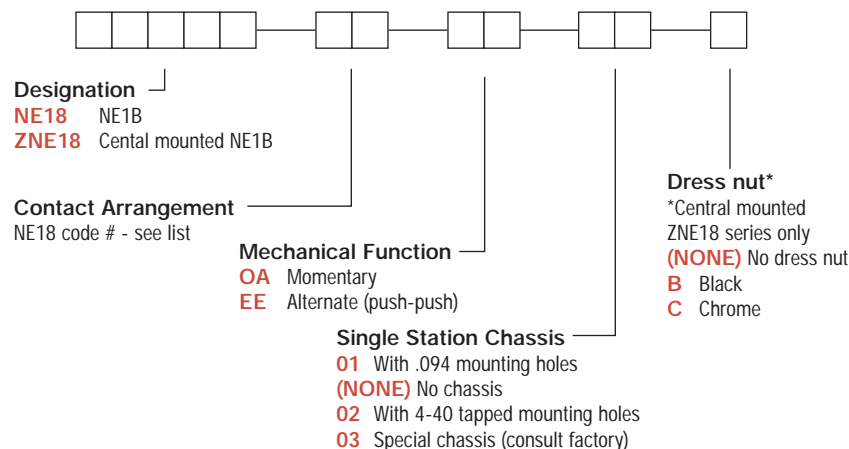 Designation
NE18 NE1B
ZNE18 Cental mounted NE1B
Contact Arrangement
NE18 code # - see list
Mechanical Function
OA Momentary
EE Alternate (push-push)
Single Station Chassis
01 With .094 mounting holes
(NONE) No chassis
02 With 4-40 tapped mounting holes
03 Special chassis (consult factory)
Dress nut*
*Central mounted
ZNE18 series only
(NONE) No dress nut
B Black
C Chrome